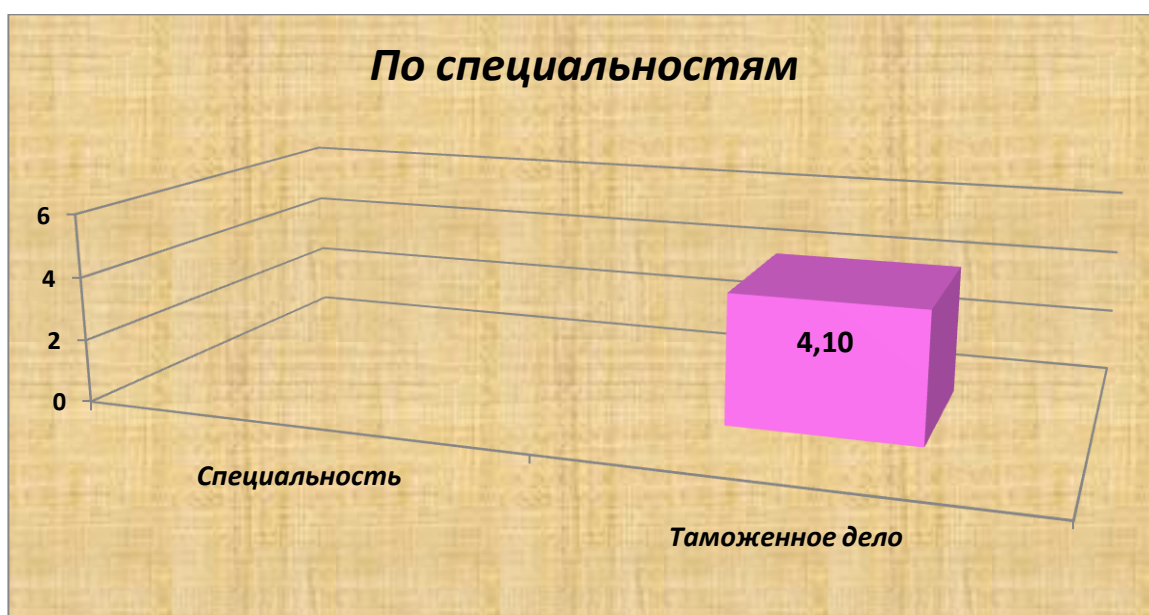 По специальностям
6
4
2
0
4,10
Специальность
Таможенное дело